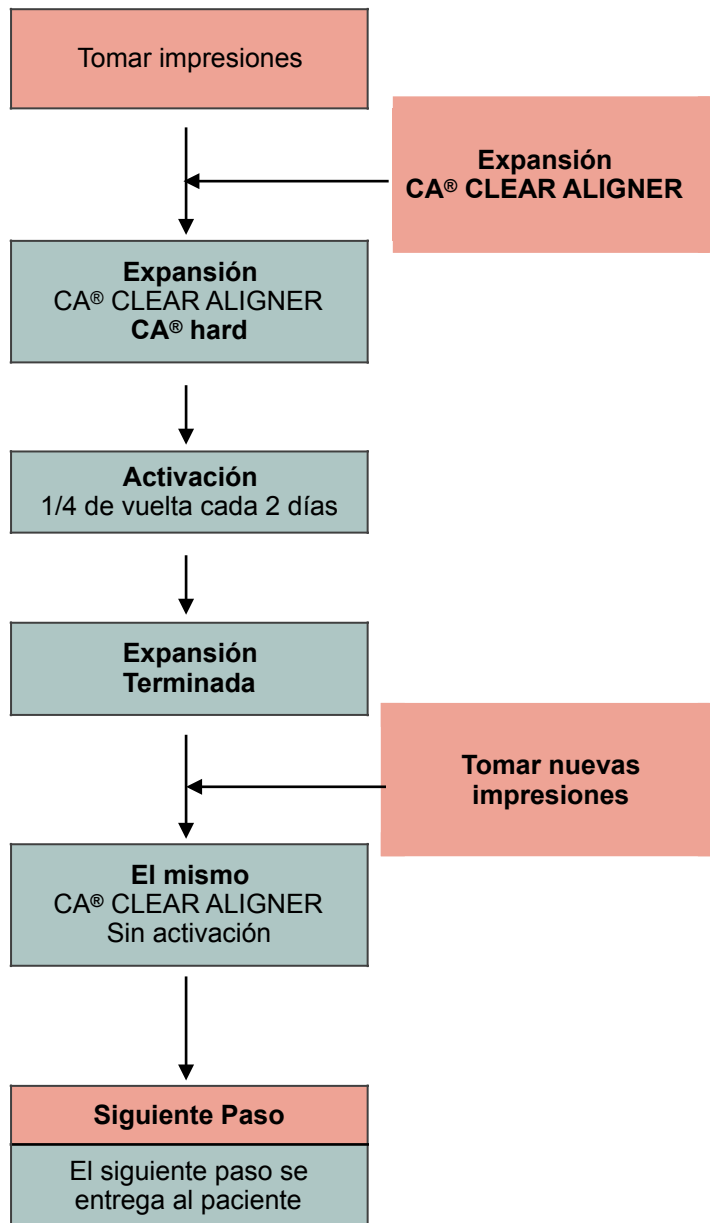 Tomar impresiones
Expansión
CA® CLEAR ALIGNER
Expansión
CA® CLEAR ALIGNER
CA® hard
Activación
1/4 de vuelta cada 2 días
Expansión
Terminada
Tomar nuevas
impresiones
El mismo
CA® CLEAR ALIGNER
Sin activación
Siguiente Paso
El siguiente paso se
entrega al paciente